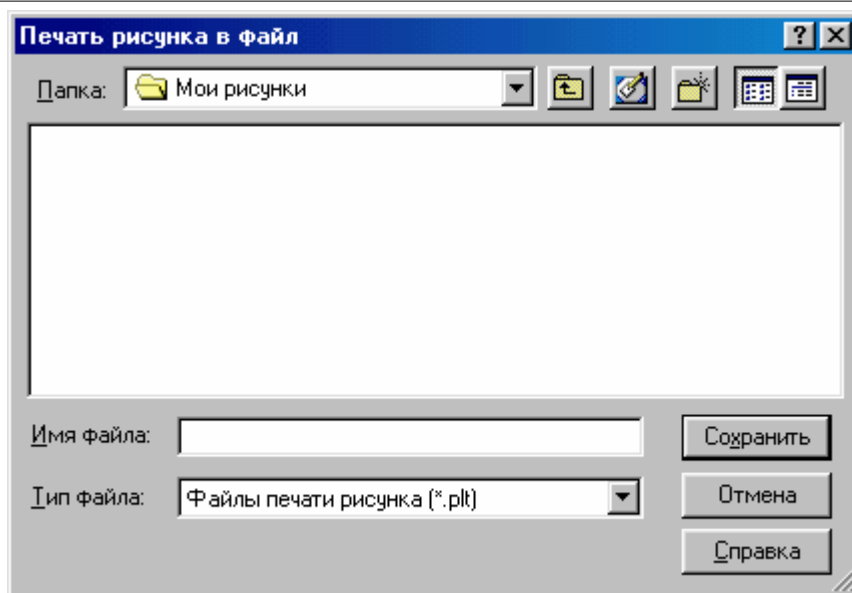 Печать рисунка в файл
Папка: Мои рисунки
Имя файла: Сохранить
Тип файла: Файлы печати рисунка (*.plt) Отмена
Справка